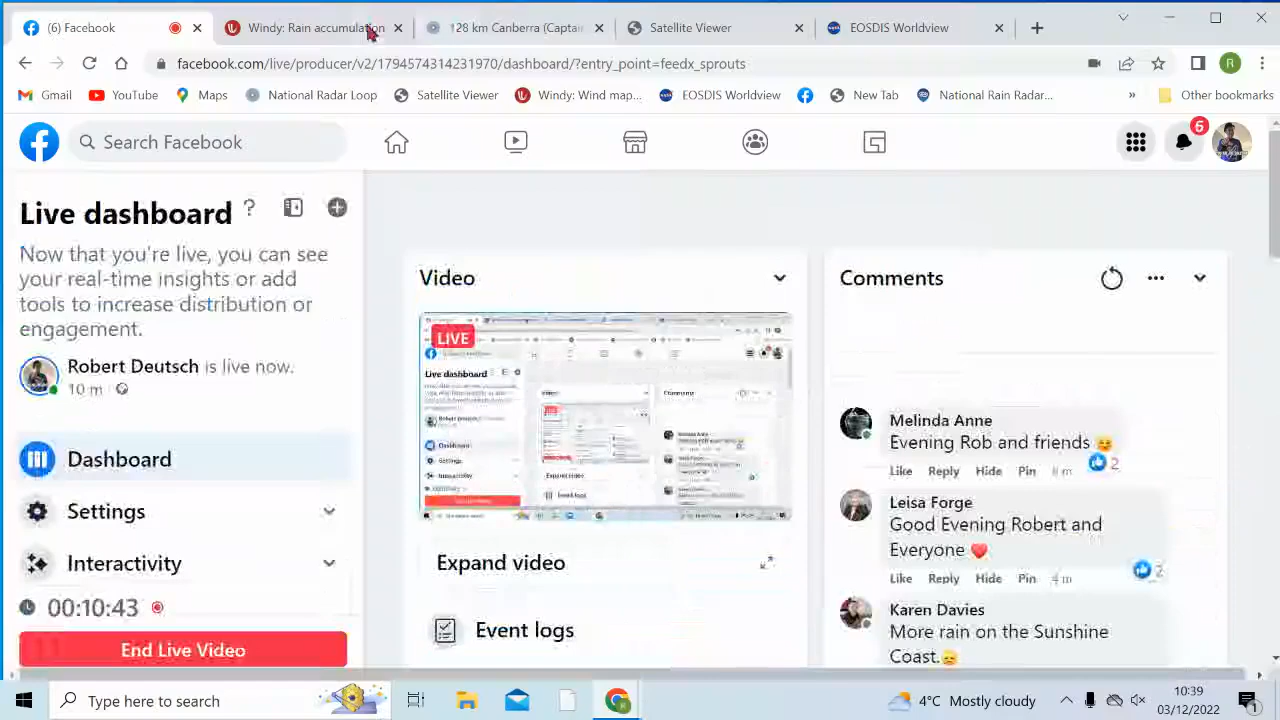 (6) Facebook
Windy: Rain accumulation
128 km Canberra (Captai
Satellite Viewer
EOSDIS Worldview
facebook.com/live/producer/v2/1794574314231970/dashboard/?entry_point=feedx_sprouts
R
Gmail
YouTube
Maps
National Radar Loop
Satellite Viewer
Windy: Wind map...
EOSDIS Worldview
New Tab
National Rain Radar...
»
Other bookmarks
Search Facebook
6
Live dashboard
Now that you're live, you can see
your real-time insights or add
tools to increase distribution or
engagement.
Robert Deutsch is live now.
10 m
Dashboard
Settings
Interactivity
00:10:43
End Live Video
Video
LIVE
Live dashboard
Expand video
Event logs
Comments
Melinda Anne
Evening Rob and friends
Like Reply Hide Pin 8 m
Leisa Forge
Good Evening Robert and
Everyone
Like Reply Hide Pin 4 m
2
Karen Davies
More rain on the Sunshine
Coast.
Type here to search
4°C Mostly cloudy
10:39
03/12/2022
1